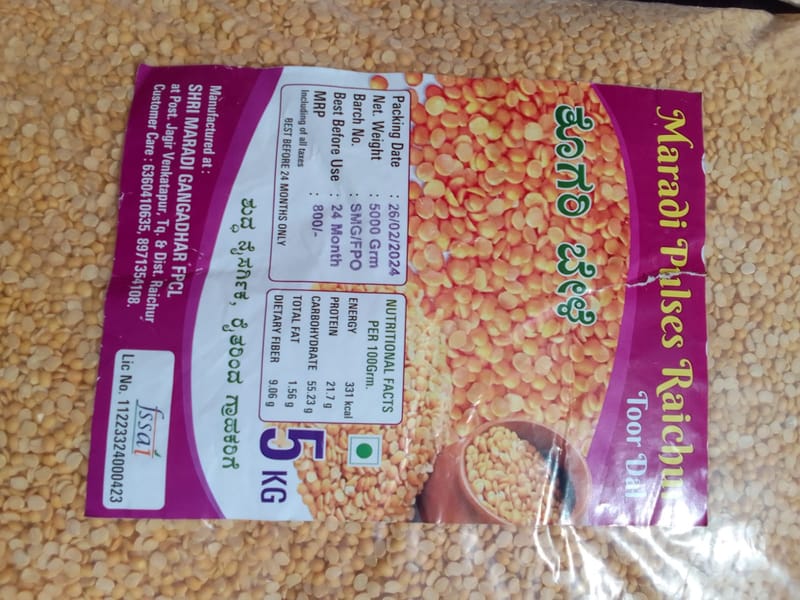 Maradi Pulses Raichur
Toor Dal
ತೊಗರಿ ಬೇಳೆ
Packing Date : 26/02/2024
Net. Weight : 5000 Grm
Barch No. : SMG/FPO
Best Before Use : 24 Month
MRP : 800/-
Including of all taxes
BEST BEFORE 24 MONTHS ONLY
NUTRITIONAL FACTS
PER 100Grm.
ENERGY 331 kcal
PROTEIN 21.7 g
CARBOHYDRATE 55.23 g
TOTAL FAT 1.56 g
DIETARY FIBER 9.06 g
5 KG
ಶುದ್ಧ ನೈಸರ್ಗಿಕ, ರೈತರಿಂದ ಗ್ರಾಹಕರಿಗೆ
Manufactured at :
SHRI MARADI GANGADHAR FPCL
at Post. Jagir Venkatapur, Tq. & Dist. Raichur
Customer Care : 6360410635, 8971354108.
fssai
Lic No. 11223324000423